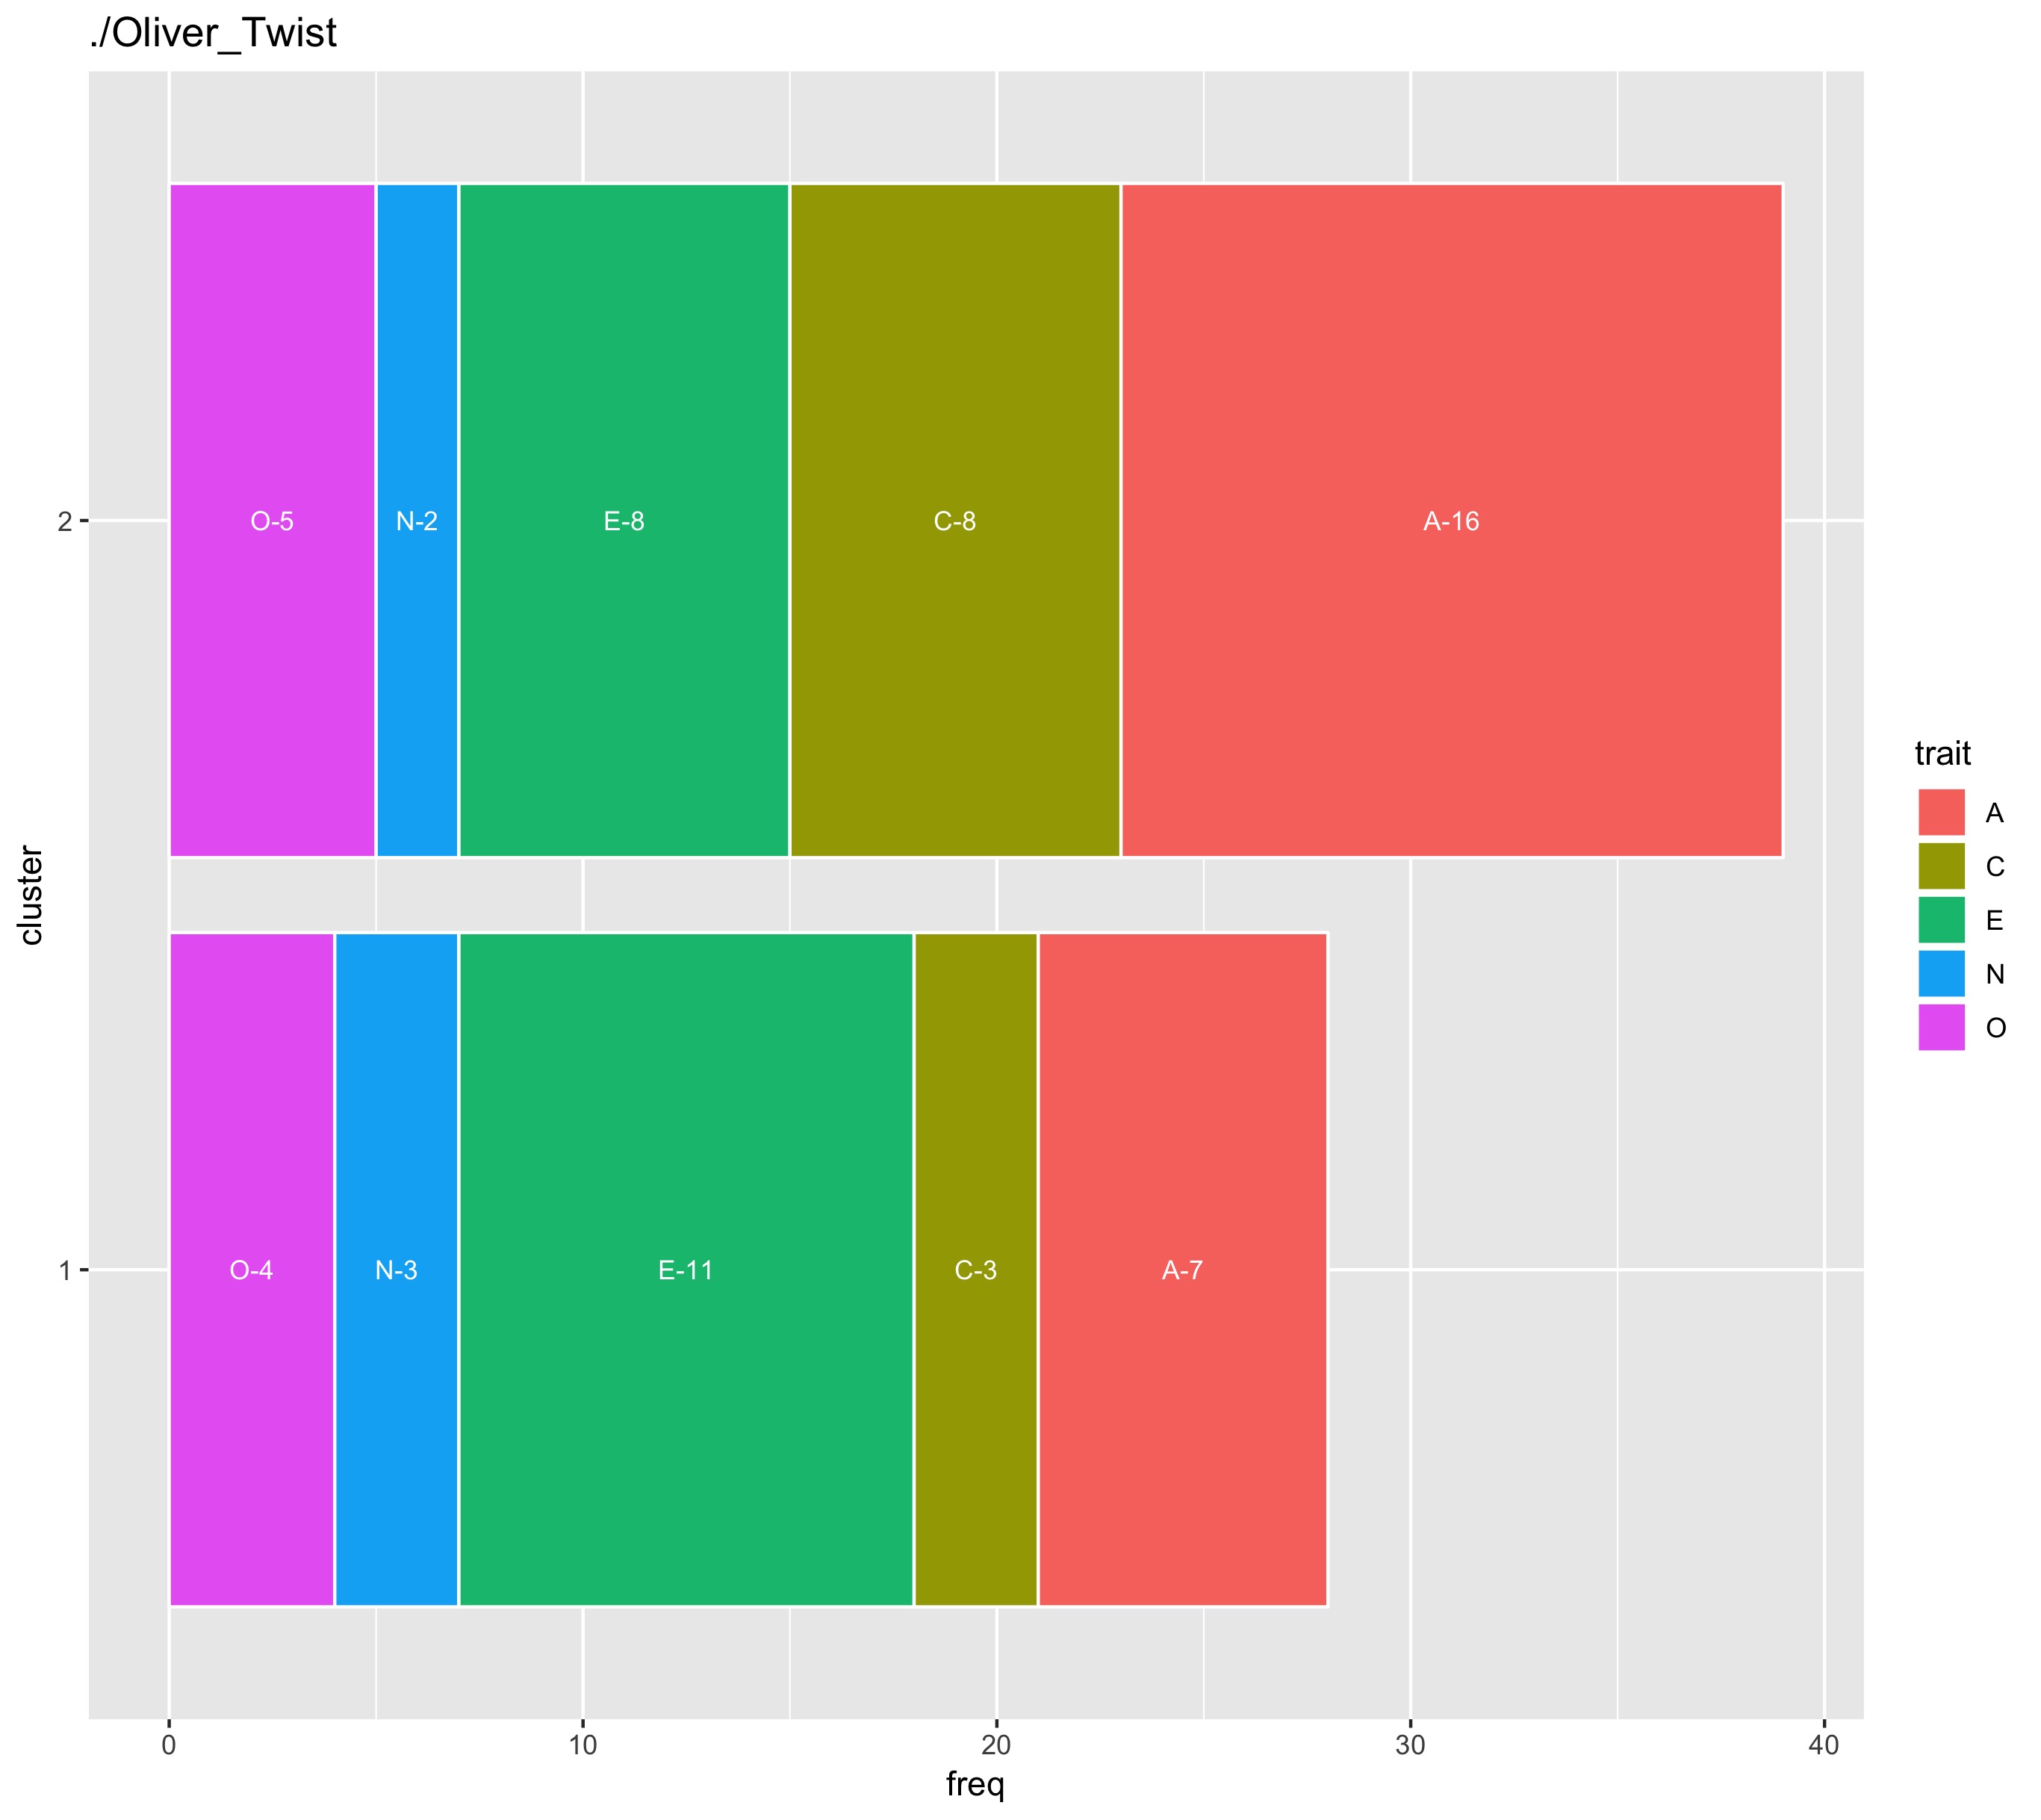 ./Oliver_Twist
cluster
2
O-5 N-2 E-8 C-8 A-16
1
O-4 N-3 E-11 C-3 A-7
0 10 20 30 40
freq
trait
A
C
E
N
O